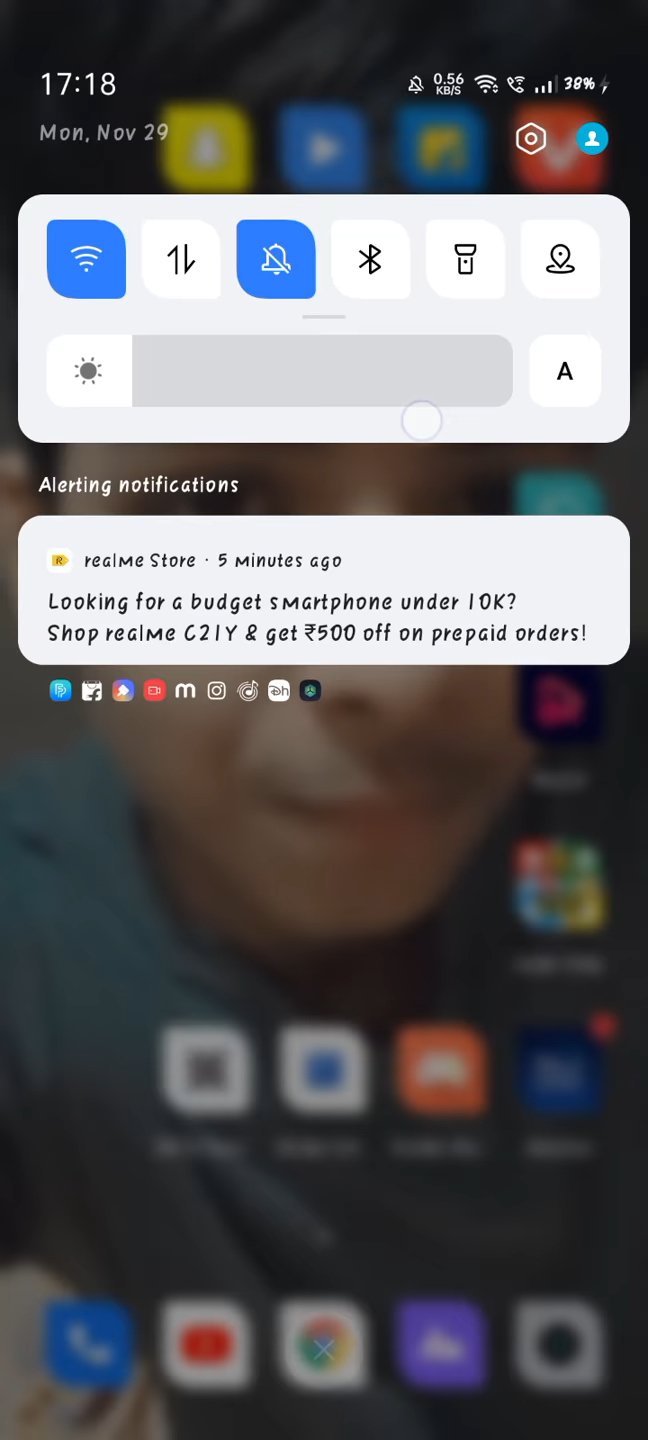 17:18
0.56 KB/S
38%
Mon, Nov 29
A
Alerting notifications
realme Store · 5 minutes ago
Looking for a budget smartphone under 10K?
Shop realme C21Y & get ₹500 off on prepaid orders!